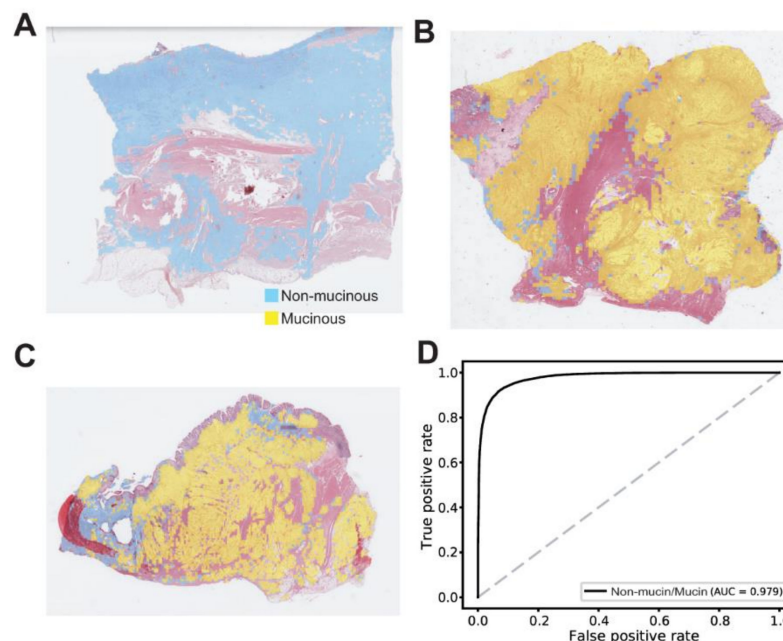 A
B
Non-mucinous
Mucinous
C
D
True positive rate
1.0
0.8
0.6
0.4
0.2
0.0
Non-mucin/Mucin (AUC = 0.979)
0.0 0.2 0.4 0.6 0.8
False positive rate